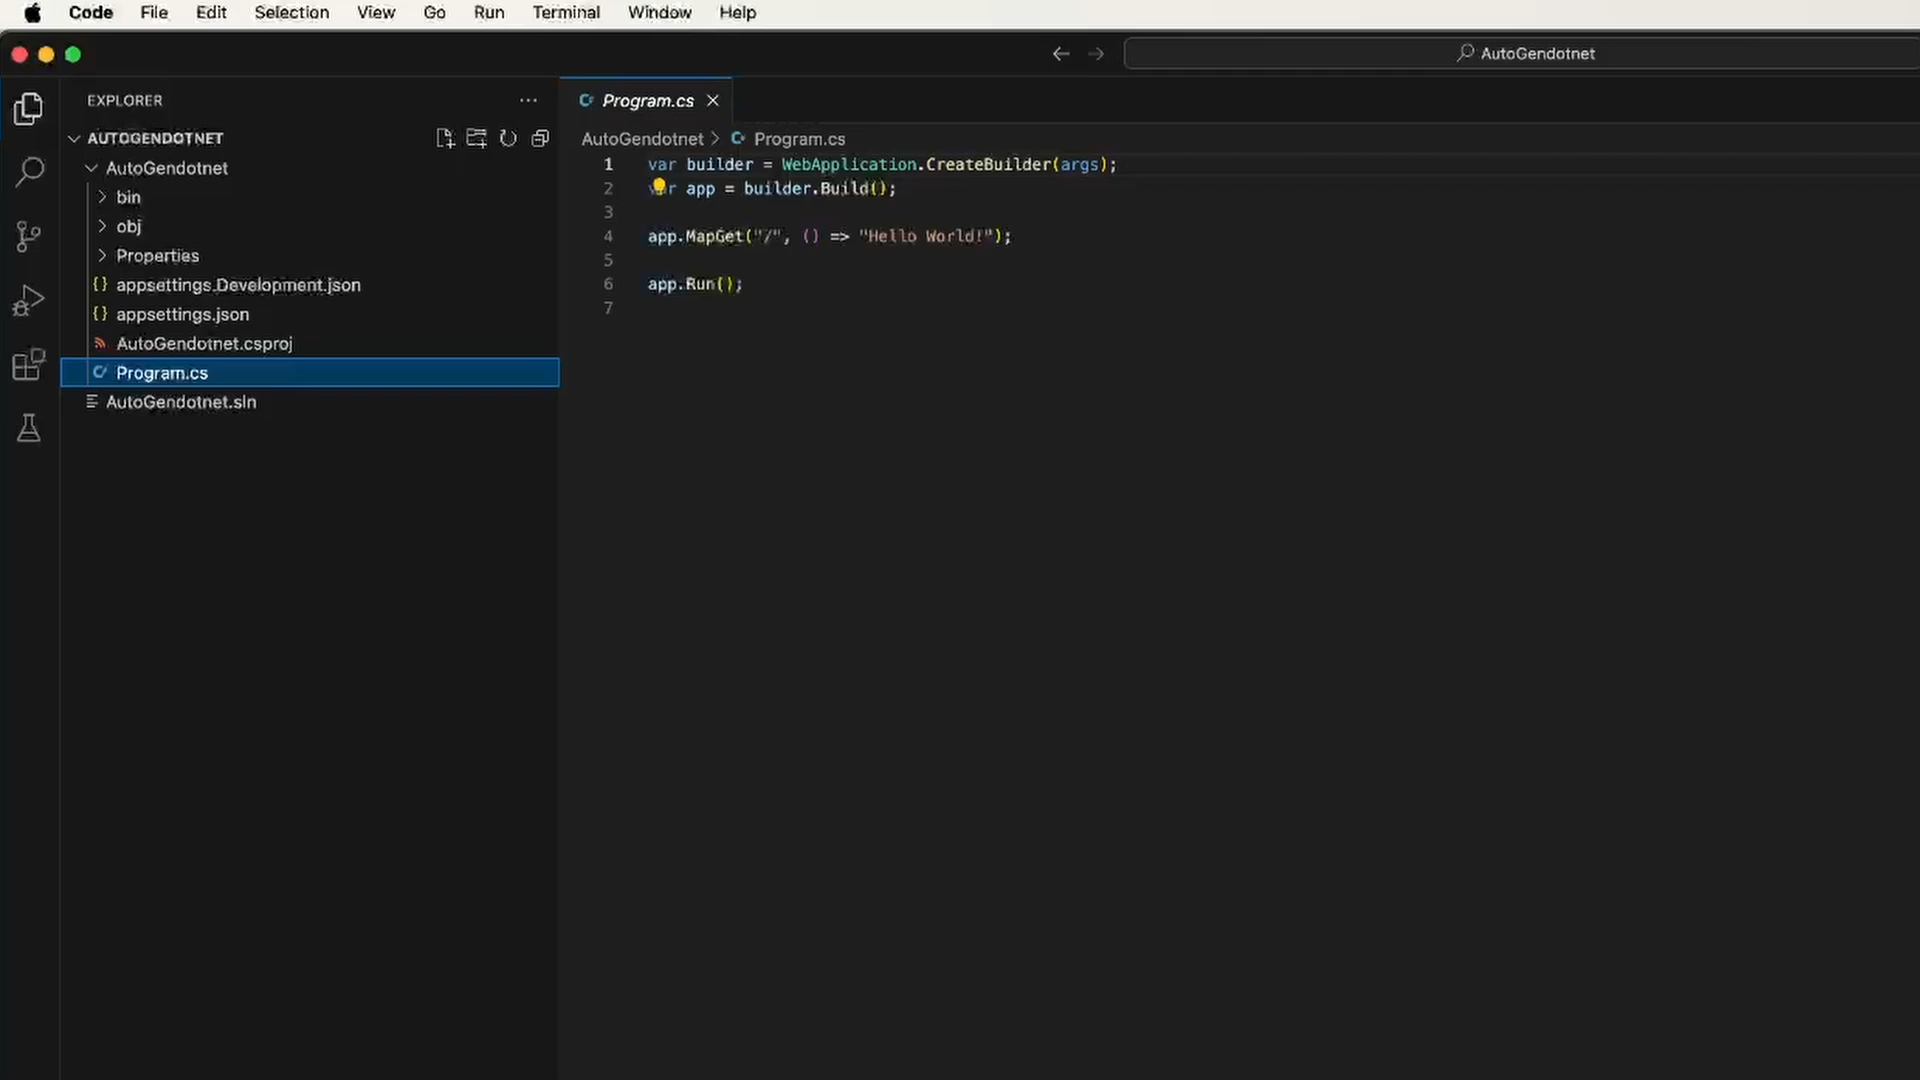 Code File Edit Selection View Go Run Terminal Window Help
AutoGendotnet
EXPLORER
AUTOGENDOTNET
AutoGendotnet
bin
obj
Properties
appsettings.Development.json
appsettings.json
AutoGendotnet.csproj
Program.cs
AutoGendotnet.sln
Program.cs
AutoGendotnet > Program.cs
1 var builder = WebApplication.CreateBuilder(args);
2 var app = builder.Build();
3
4 app.MapGet("/", () => "Hello World!");
5
6 app.Run();
7